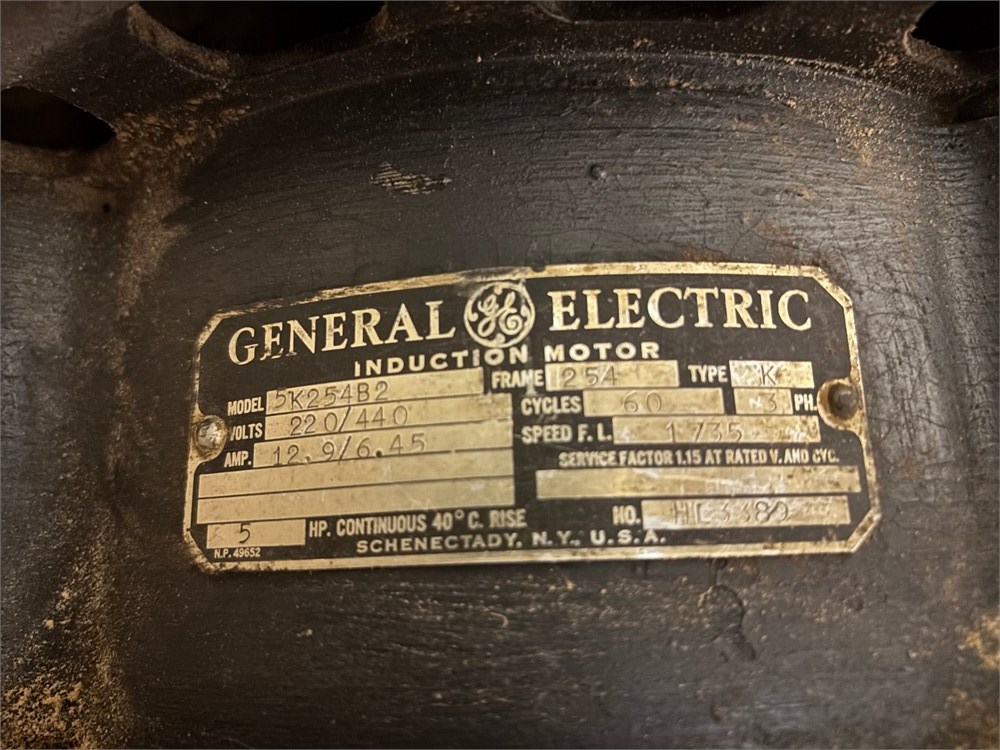 GENERAL GE ELECTRIC
INDUCTION MOTOR
MODEL 5K254B2 FRAME 254 TYPE K
VOLTS 220/440 CYCLES 60 3 PH.
AMP. 12.9/6.45 SPEED F. L. 1735
SERVICE FACTOR 1.15 AT RATED V. AND CYC.
5 HP. CONTINUOUS 40° C. RISE NO.
SCHENECTADY, N.Y., U.S.A.
N.P. 49652